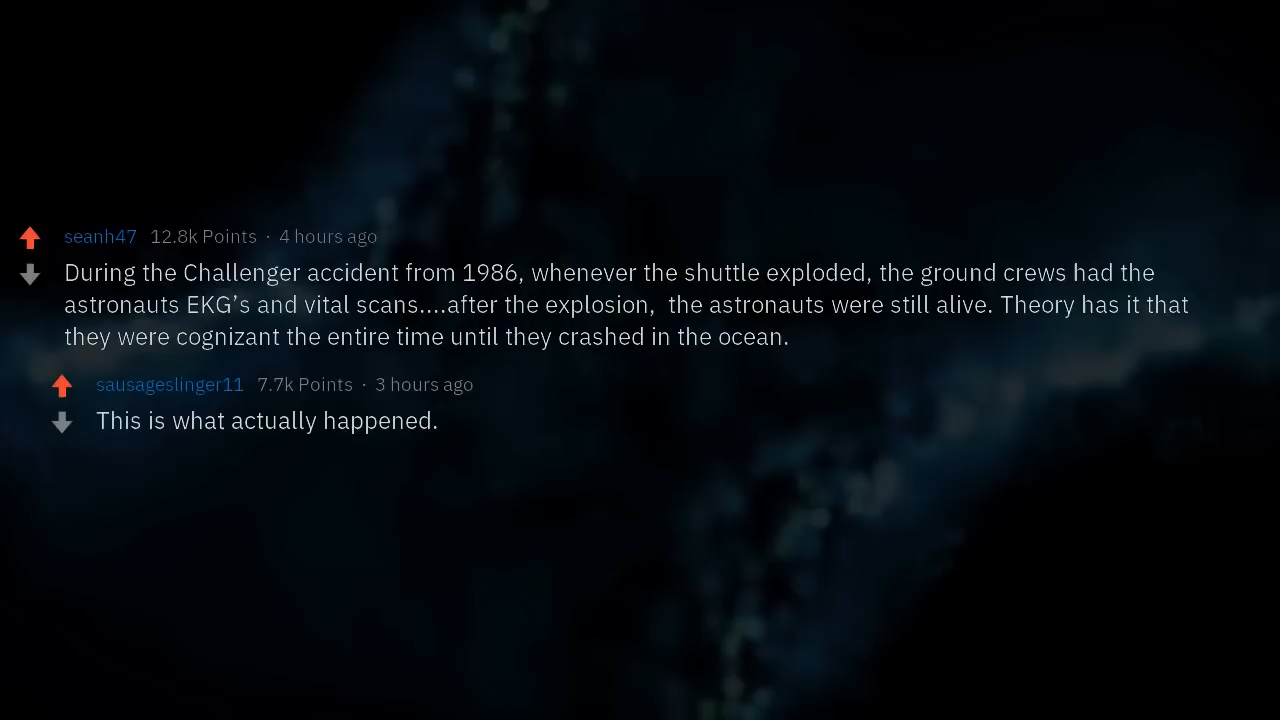 seanh47 12.8k Points · 4 hours ago
During the Challenger accident from 1986, whenever the shuttle exploded, the ground crews had the
astronauts EKG’s and vital scans....after the explosion,  the astronauts were still alive. Theory has it that
they were cognizant the entire time until they crashed in the ocean.
sausageslinger11 7.7k Points · 3 hours ago
This is what actually happened.